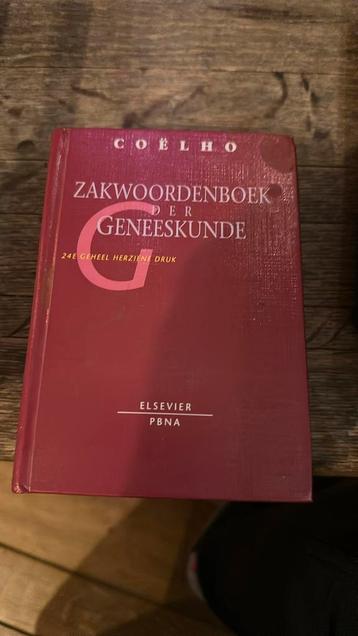 COËLHO
ZAKWOORDENBOEK
DER
GENEESKUNDE
G
24E GEHEEL HERZIENE DRUK
ELSEVIER
PBNA